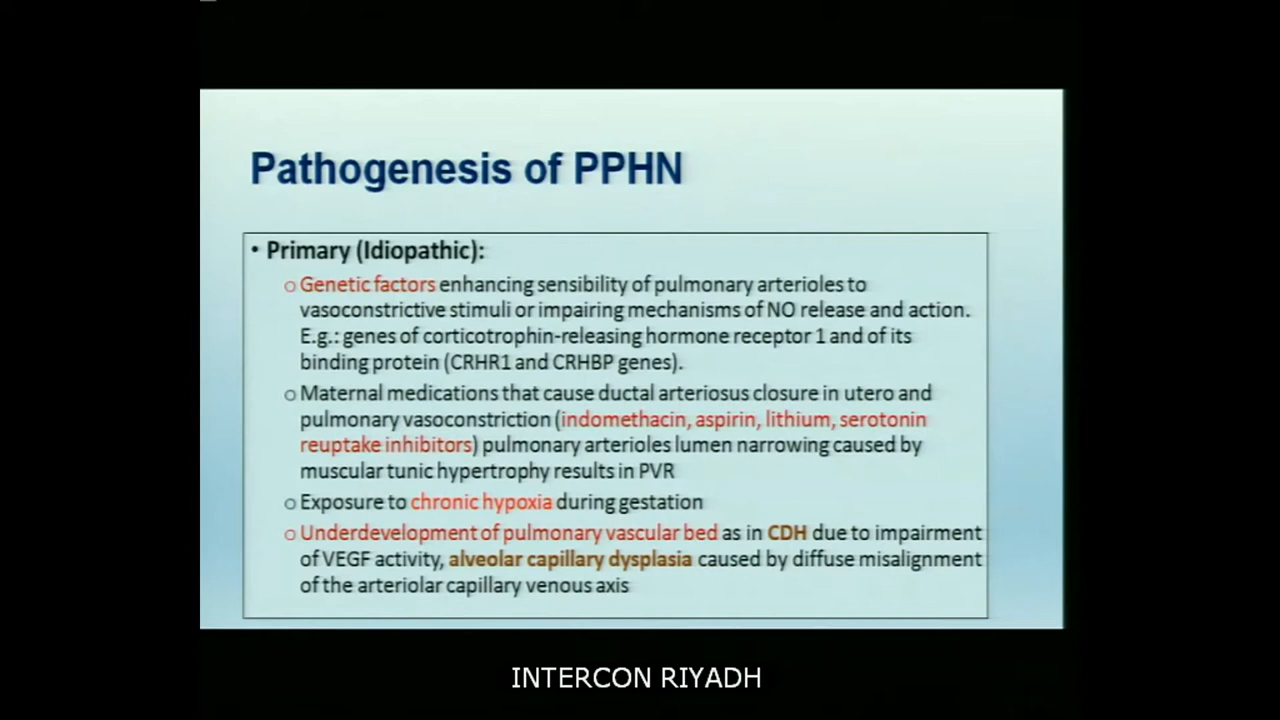 Pathogenesis of PPHN
• Primary (Idiopathic):
o Genetic factors enhancing sensibility of pulmonary arterioles to
vasoconstrictive stimuli or impairing mechanisms of NO release and action.
E.g.: genes of corticotrophin-releasing hormone receptor 1 and of its
binding protein (CRHR1 and CRHBP genes).
o Maternal medications that cause ductal arteriosus closure in utero and
pulmonary vasoconstriction (indomethacin, aspirin, lithium, serotonin
reuptake inhibitors) pulmonary arterioles lumen narrowing caused by
muscular tunic hypertrophy results in PVR
o Exposure to chronic hypoxia during gestation
o Underdevelopment of pulmonary vascular bed as in CDH due to impairment
of VEGF activity, alveolar capillary dysplasia caused by diffuse misalignment
of the arteriolar capillary venous axis
INTERCON RIYADH